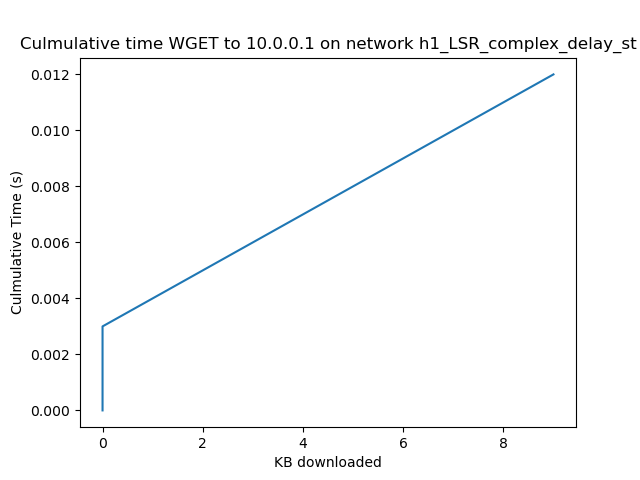 Culmulative time WGET to 10.0.0.1 on network h1_LSR_complex_delay_st
0.012
0.010
0.008
0.006
0.004
0.002
0.000
Culmulative Time (s)
0 2 4 6 8
KB downloaded